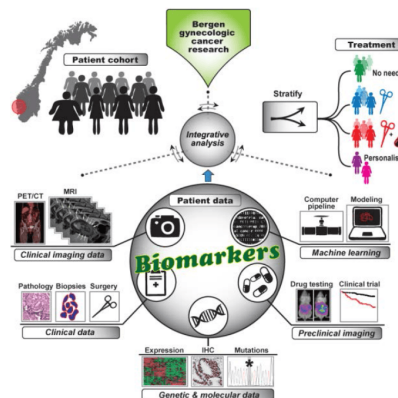 Bergen
gynecologic
cancer
research
Patient cohort
Treatment
No need
Stratify
Personalis
Integrative
analysis
PET/CT
MRI
Clinical imaging data
Patient data
Computer
pipeline
Modeling
Machine learning
Biomarkers
Pathology
Biopsies
Surgery
Clinical data
Drug testing
Clinical trial
Preclinical imaging
Expression
IHC
Mutations
*
Genetic & molecular data